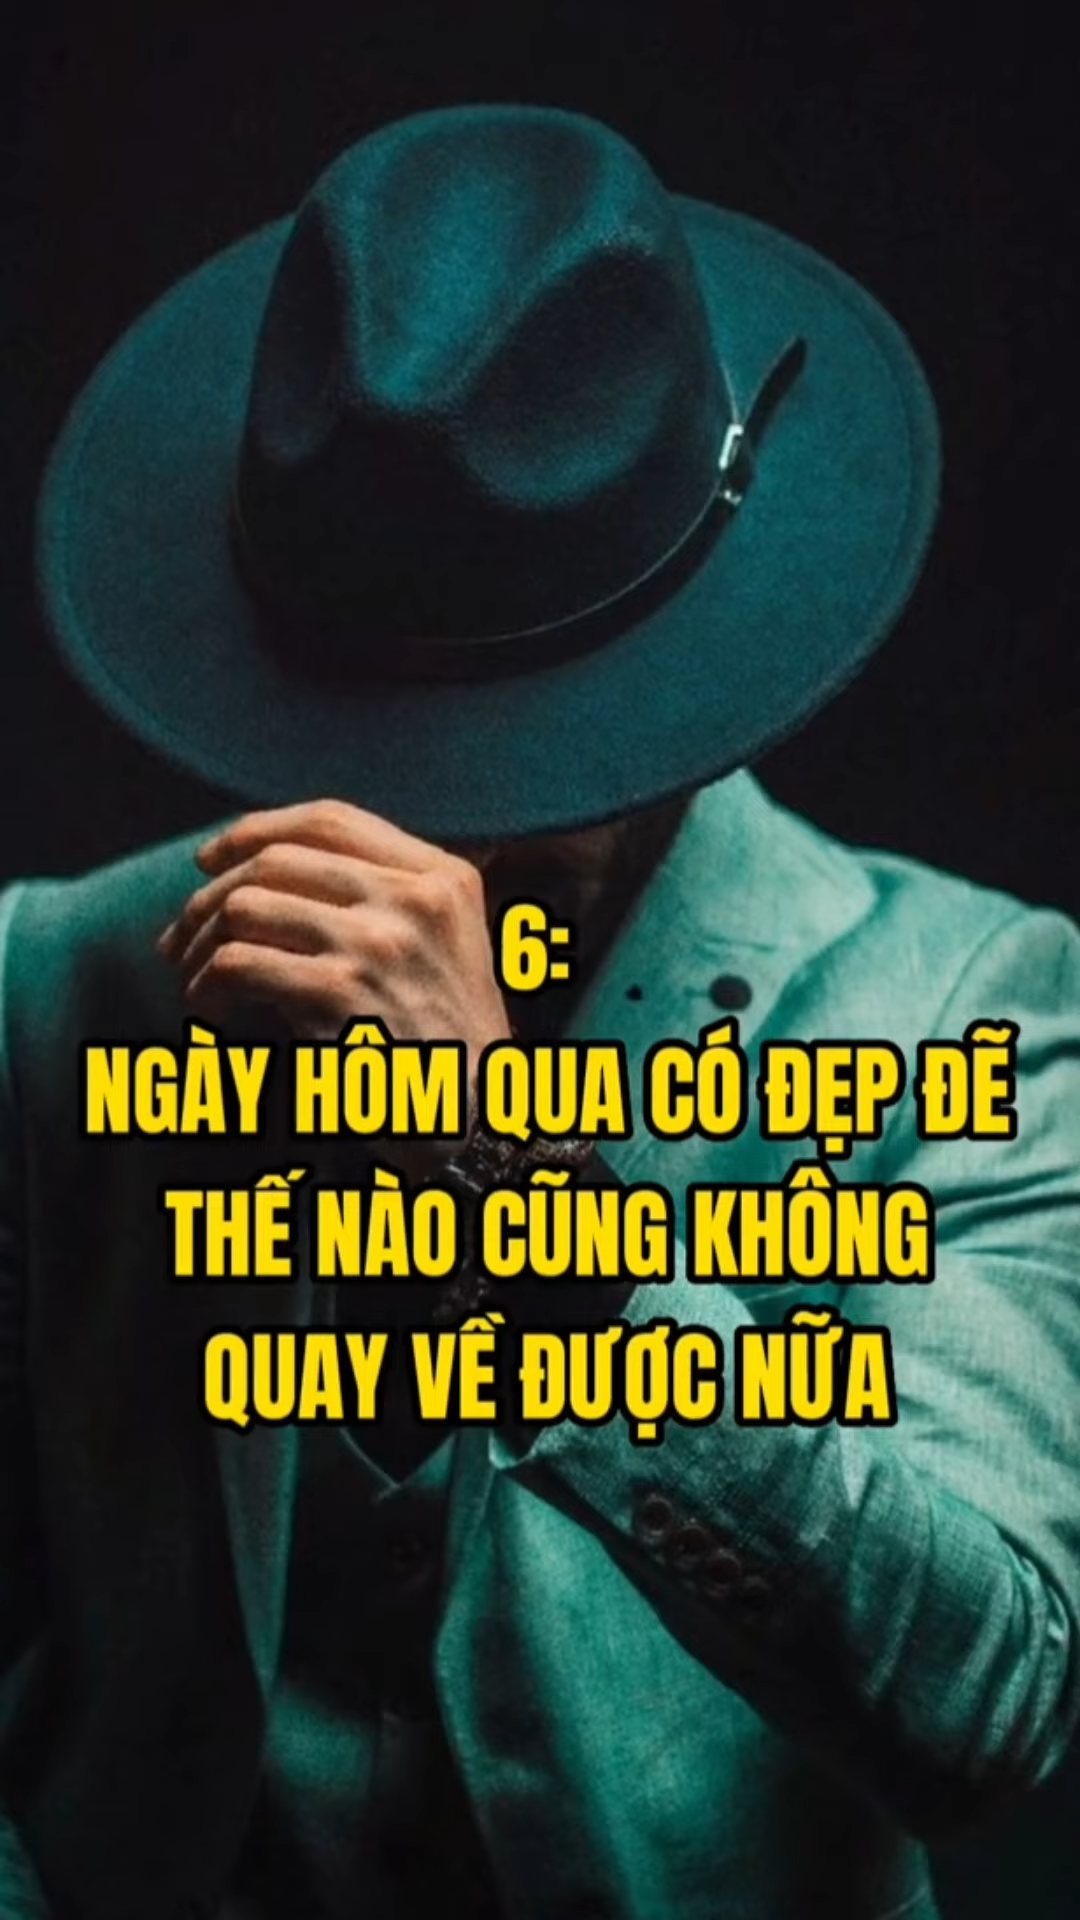 6:
NGÀY HÔM QUA CÓ ĐẸP ĐẼ
THẾ NÀO CŨNG KHÔNG
QUAY VỀ ĐƯỢC NỮA